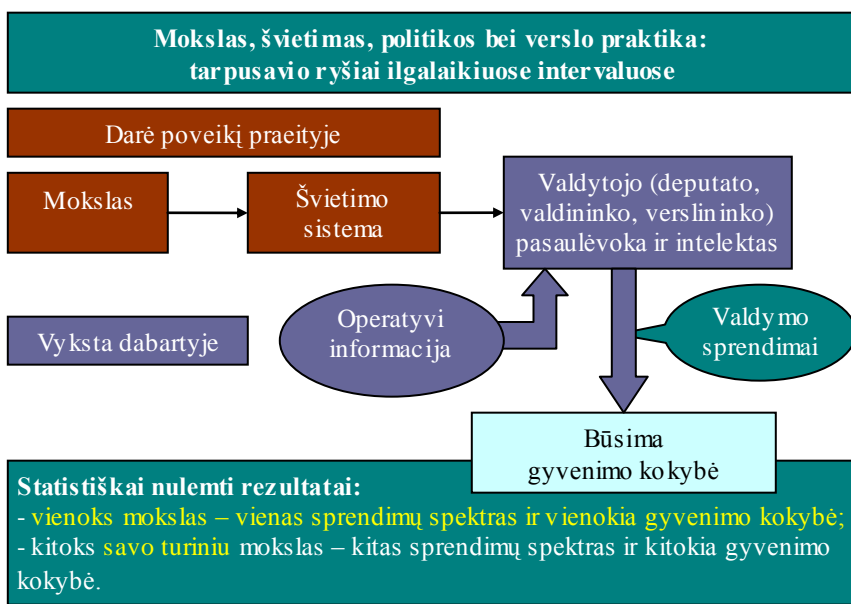 Mokslas, švietimas, politikos bei verslo praktika:
tarpusavio ryšiai ilgalaikiuose intervaluose
Darė poveikį praeityje
Mokslas
Švietimo
sistema
Valdytojo (deputato,
valdininko, verslininko)
pasaulėvoka ir intelektas
Vyksta dabartyje
Operatyvi
informacija
Valdymo
sprendimai
Būsima
gyvenimo kokybė
Statistiškai nulemti rezultatai:
- vienoks mokslas – vienas sprendimų spektras ir vienokia gyvenimo kokybė;
- kitoks savo turiniu mokslas – kitas sprendimų spektras ir kitokia gyvenimo
kokybė.